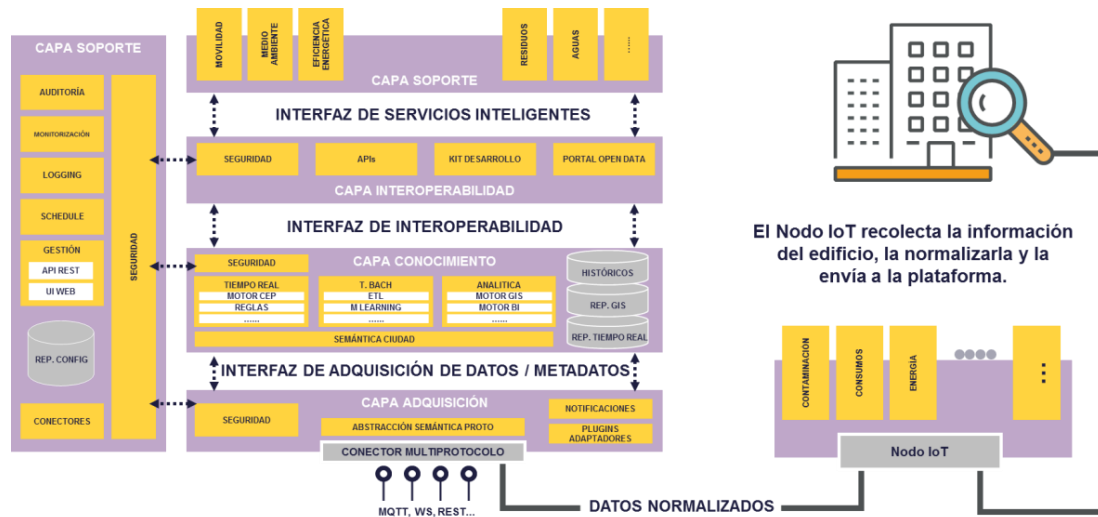 CAPA SOPORTE
AUDITORÍA
MONITORIZACIÓN
LOGGING
SCHEDULE
GESTIÓN
API REST
UI WEB
REP. CONFIG
CONECTORES
SEGURIDAD
MOVILIDAD
MEDIO
AMBIENTE
EFICIENCIA
ENERGÉTICA
RESIDUOS
AGUAS
......
CAPA SOPORTE
INTERFAZ DE SERVICIOS INTELIGENTES
SEGURIDAD
APIs
KIT DESARROLLO
PORTAL OPEN DATA
CAPA INTEROPERABILIDAD
INTERFAZ DE INTEROPERABILIDAD
SEGURIDAD
CAPA CONOCIMIENTO
TIEMPO REAL
MOTOR CEP
REGLAS
......
T. BACH
ETL
M LEARNING
......
ANALITICA
MOTOR GIS
MOTOR BI
......
SEMÁNTICA CIUDAD
HISTÓRICOS
REP. GIS
REP. TIEMPO REAL
INTERFAZ DE ADQUISICIÓN DE DATOS / METADATOS
CAPA ADQUISICIÓN
SEGURIDAD
ABSTRACCIÓN SEMÁNTICA PROTO
NOTIFICACIONES
PLUGINS
ADAPTADORES
CONECTOR MULTIPROTOCOLO
MQTT, WS, REST...
DATOS NORMALIZADOS
El Nodo IoT recolecta la información
del edificio, la normalizarla y la
envía a la plataforma.
CONTAMINACIÓN
CONSUMOS
ENERGÍA
...
Nodo IoT